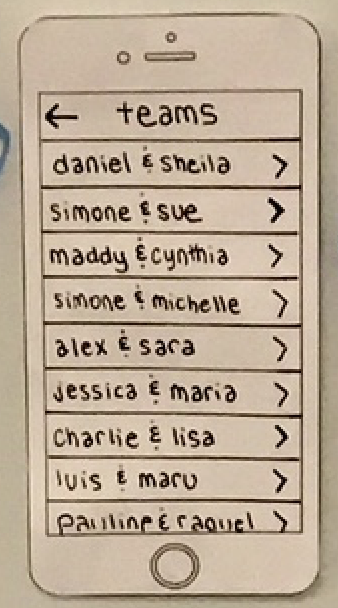 ← teams
daniel & sheila >
simone & sue >
maddy & cynthia >
simone & michelle >
alex & sara >
jessica & maria >
charlie & lisa >
luis & maru >
pauline & raquel >